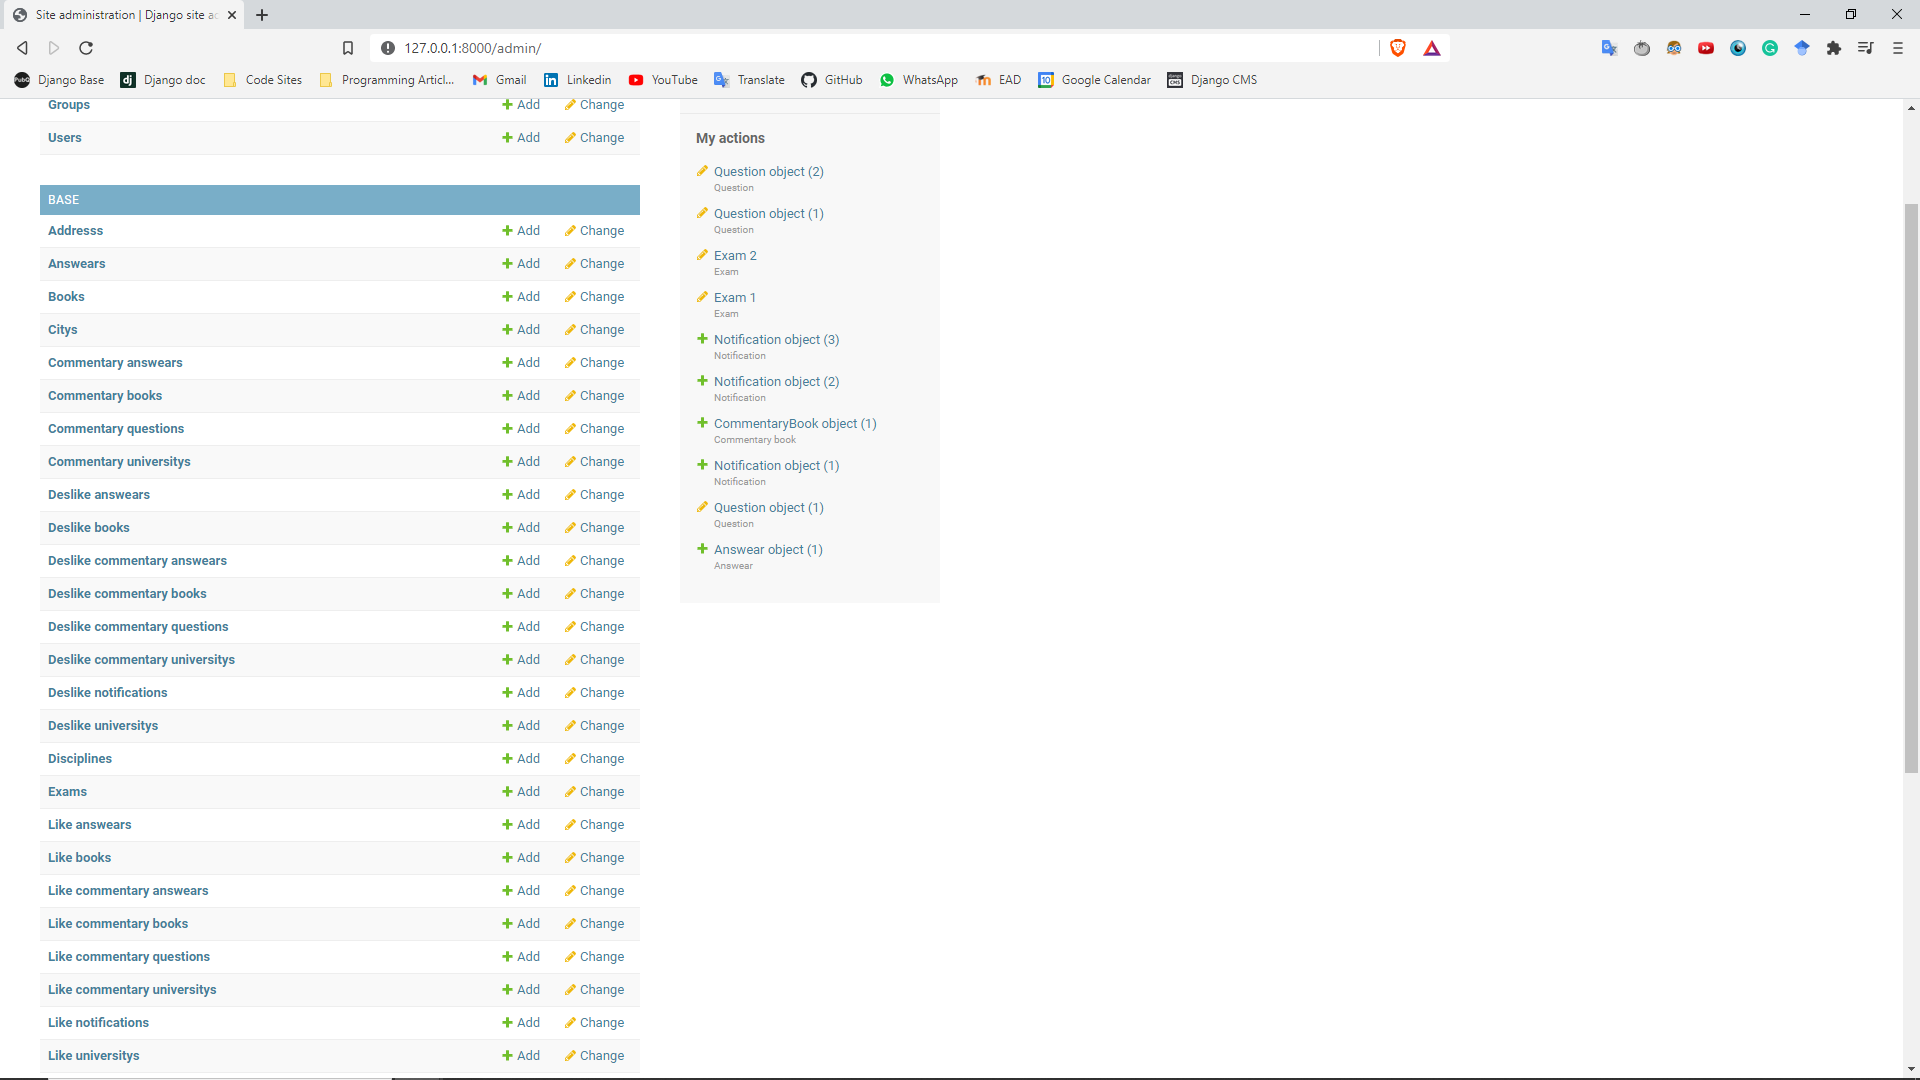 Site administration | Django site a
127.0.0.1:8000/admin/
Django Base Django doc Code Sites Programming Articl... Gmail Linkedin YouTube Translate GitHub WhatsApp EAD Google Calendar Django CMS
Groups Add Change
Users Add Change
BASE
Addresss Add Change
Answears Add Change
Books Add Change
Citys Add Change
Commentary answears Add Change
Commentary books Add Change
Commentary questions Add Change
Commentary universitys Add Change
Deslike answears Add Change
Deslike books Add Change
Deslike commentary answears Add Change
Deslike commentary books Add Change
Deslike commentary questions Add Change
Deslike commentary universitys Add Change
Deslike notifications Add Change
Deslike universitys Add Change
Disciplines Add Change
Exams Add Change
Like answears Add Change
Like books Add Change
Like commentary answears Add Change
Like commentary books Add Change
Like commentary questions Add Change
Like commentary universitys Add Change
Like notifications Add Change
Like universitys Add Change
My actions
Question object (2)
Question
Question object (1)
Question
Exam 2
Exam
Exam 1
Exam
Notification object (3)
Notification
Notification object (2)
Notification
CommentaryBook object (1)
Commentary book
Notification object (1)
Notification
Question object (1)
Question
Answear object (1)
Answear